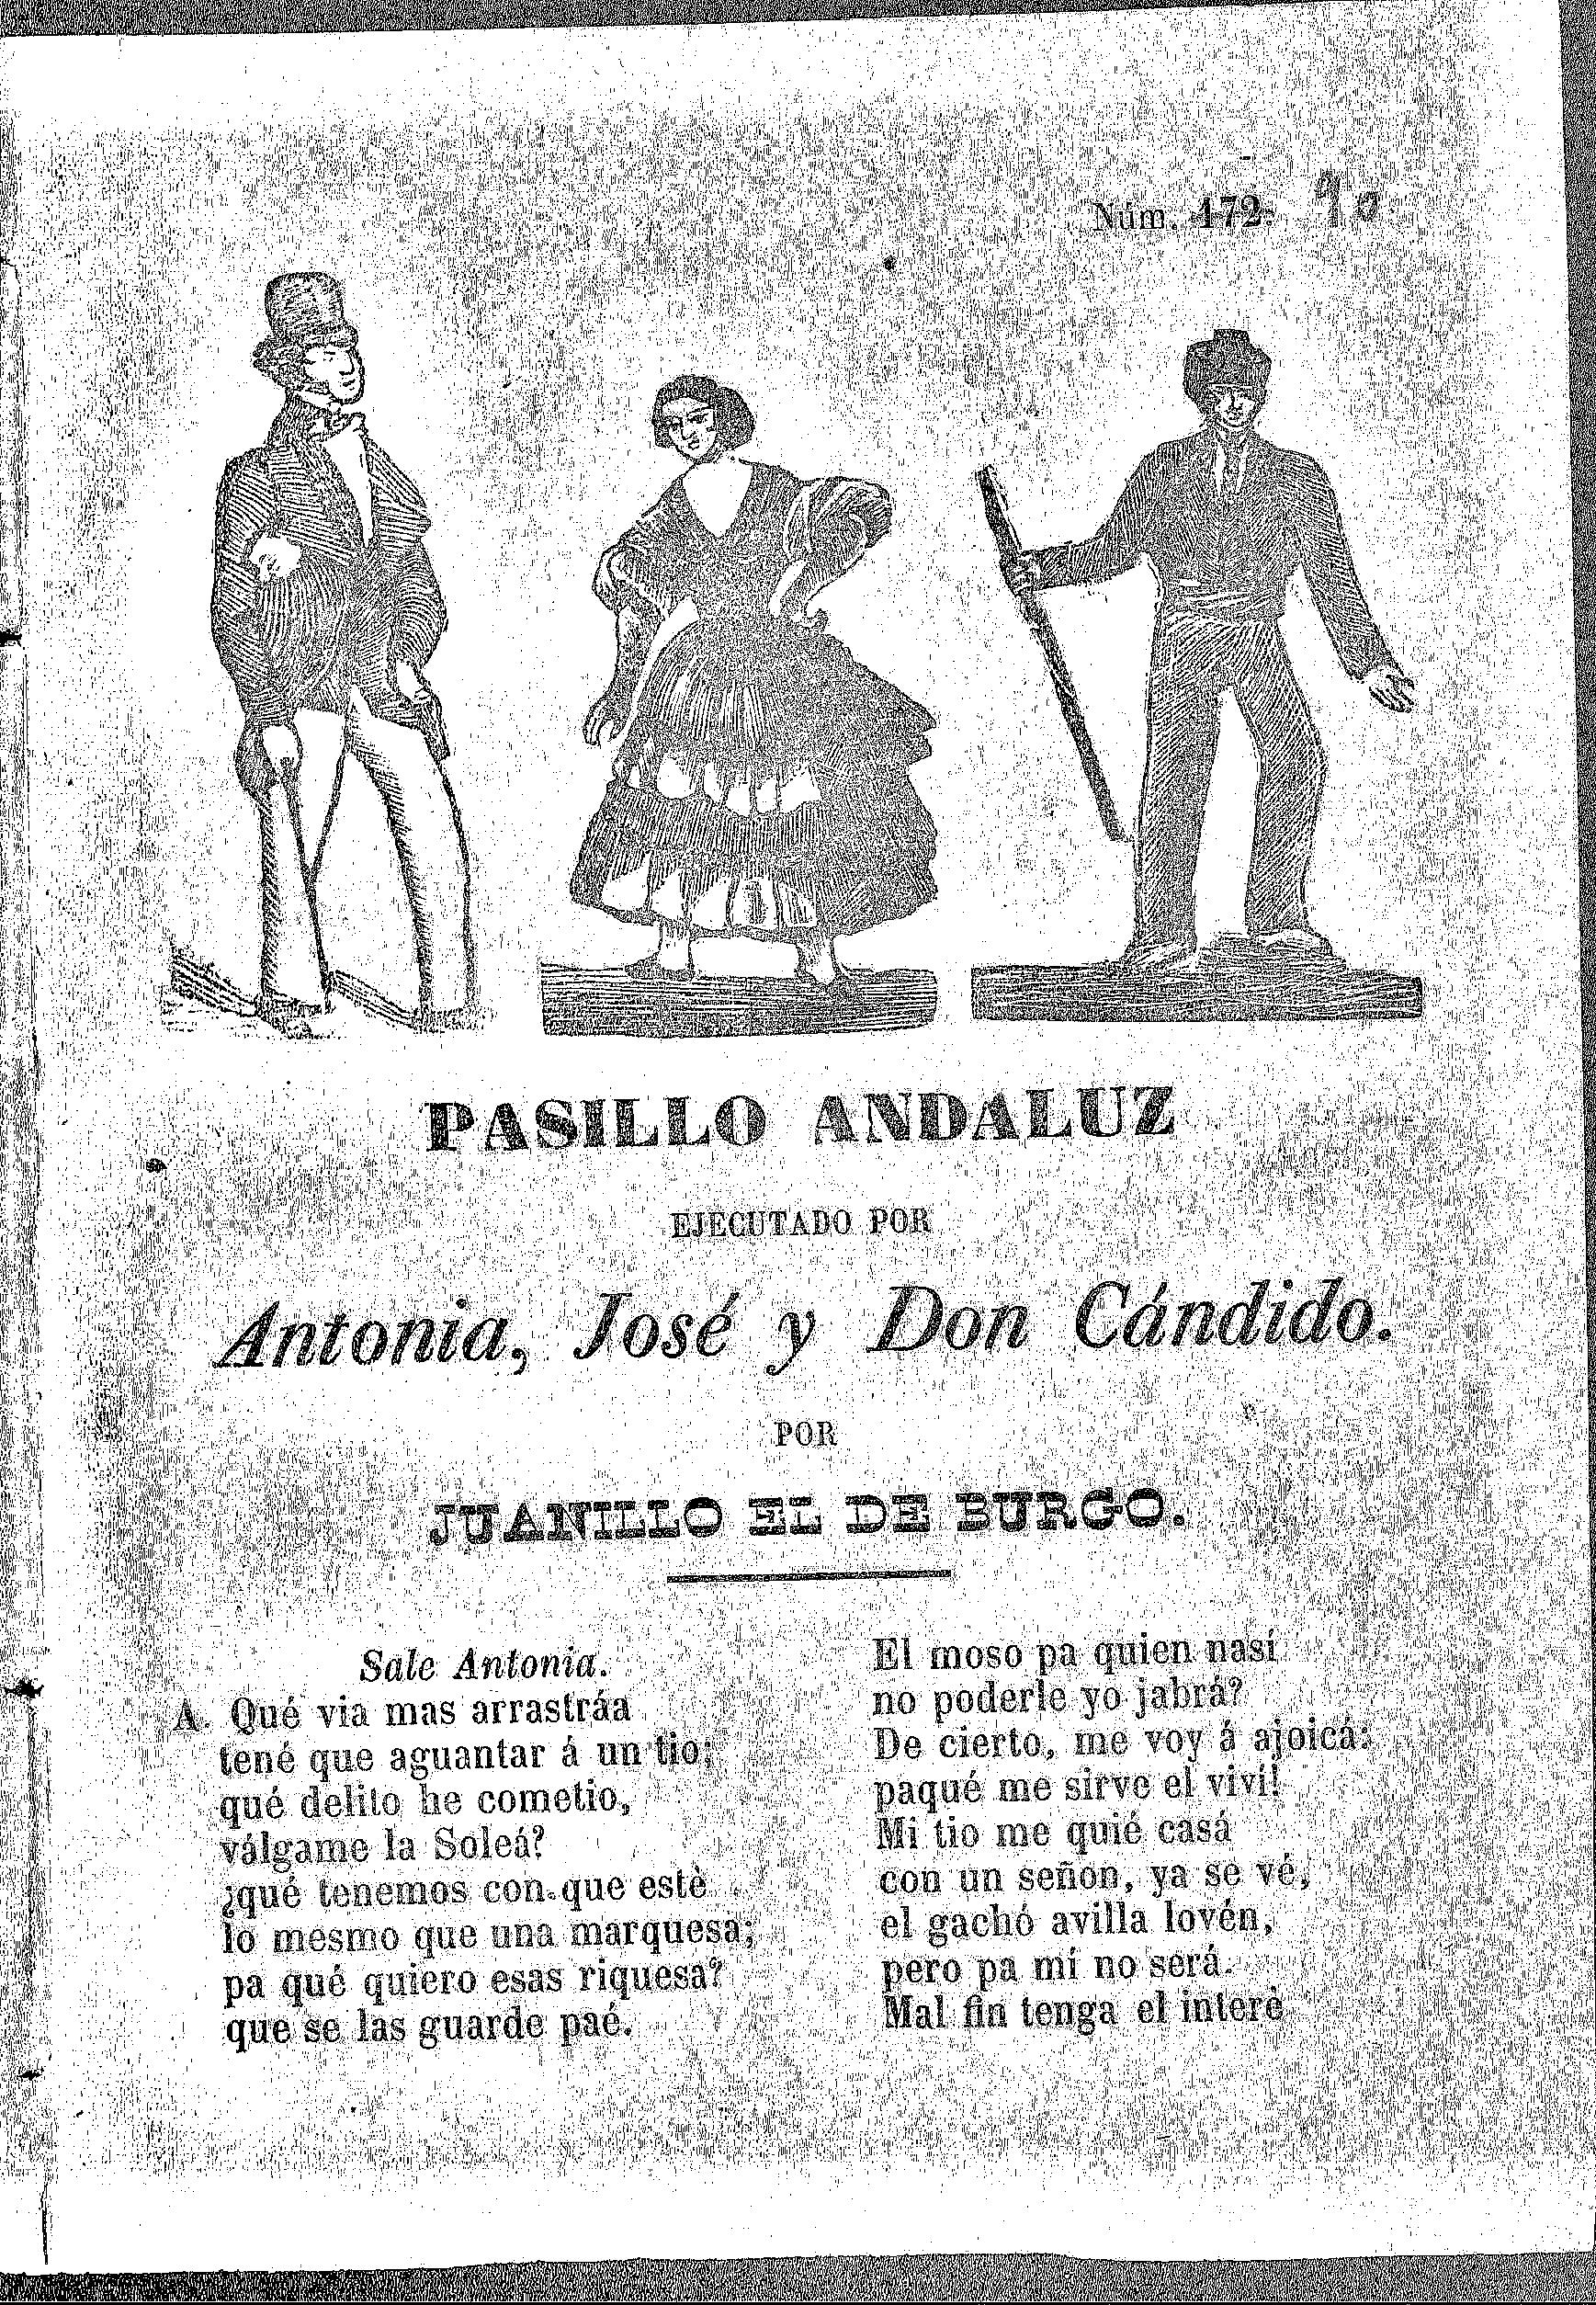 Núm. 172. 70
PASILLO ANDALUZ
EJECUTADO POR
Antonia, José y Don Cándido.
POR
JUANILLO EL DE BURGO.
Sale Antonia.
A. Qué via mas arrastráa
tené que aguantar á un tio;
qué delito he cometio,
válgame la Soleá?
¿qué tenemos con que estè
lo mesmo que una marquesa;
pa qué quiero esas riquesa?
que se las guarde paé.
El moso pa quien nasí
no poderle yo jabrá?
De cierto, me voy á ajoicá:
paqué me sirve el viví!
Mi tio me quié casá
con un señon, ya se vé,
el gachó avilla lovén,
pero pa mí no será.
Mal fin tenga el interè